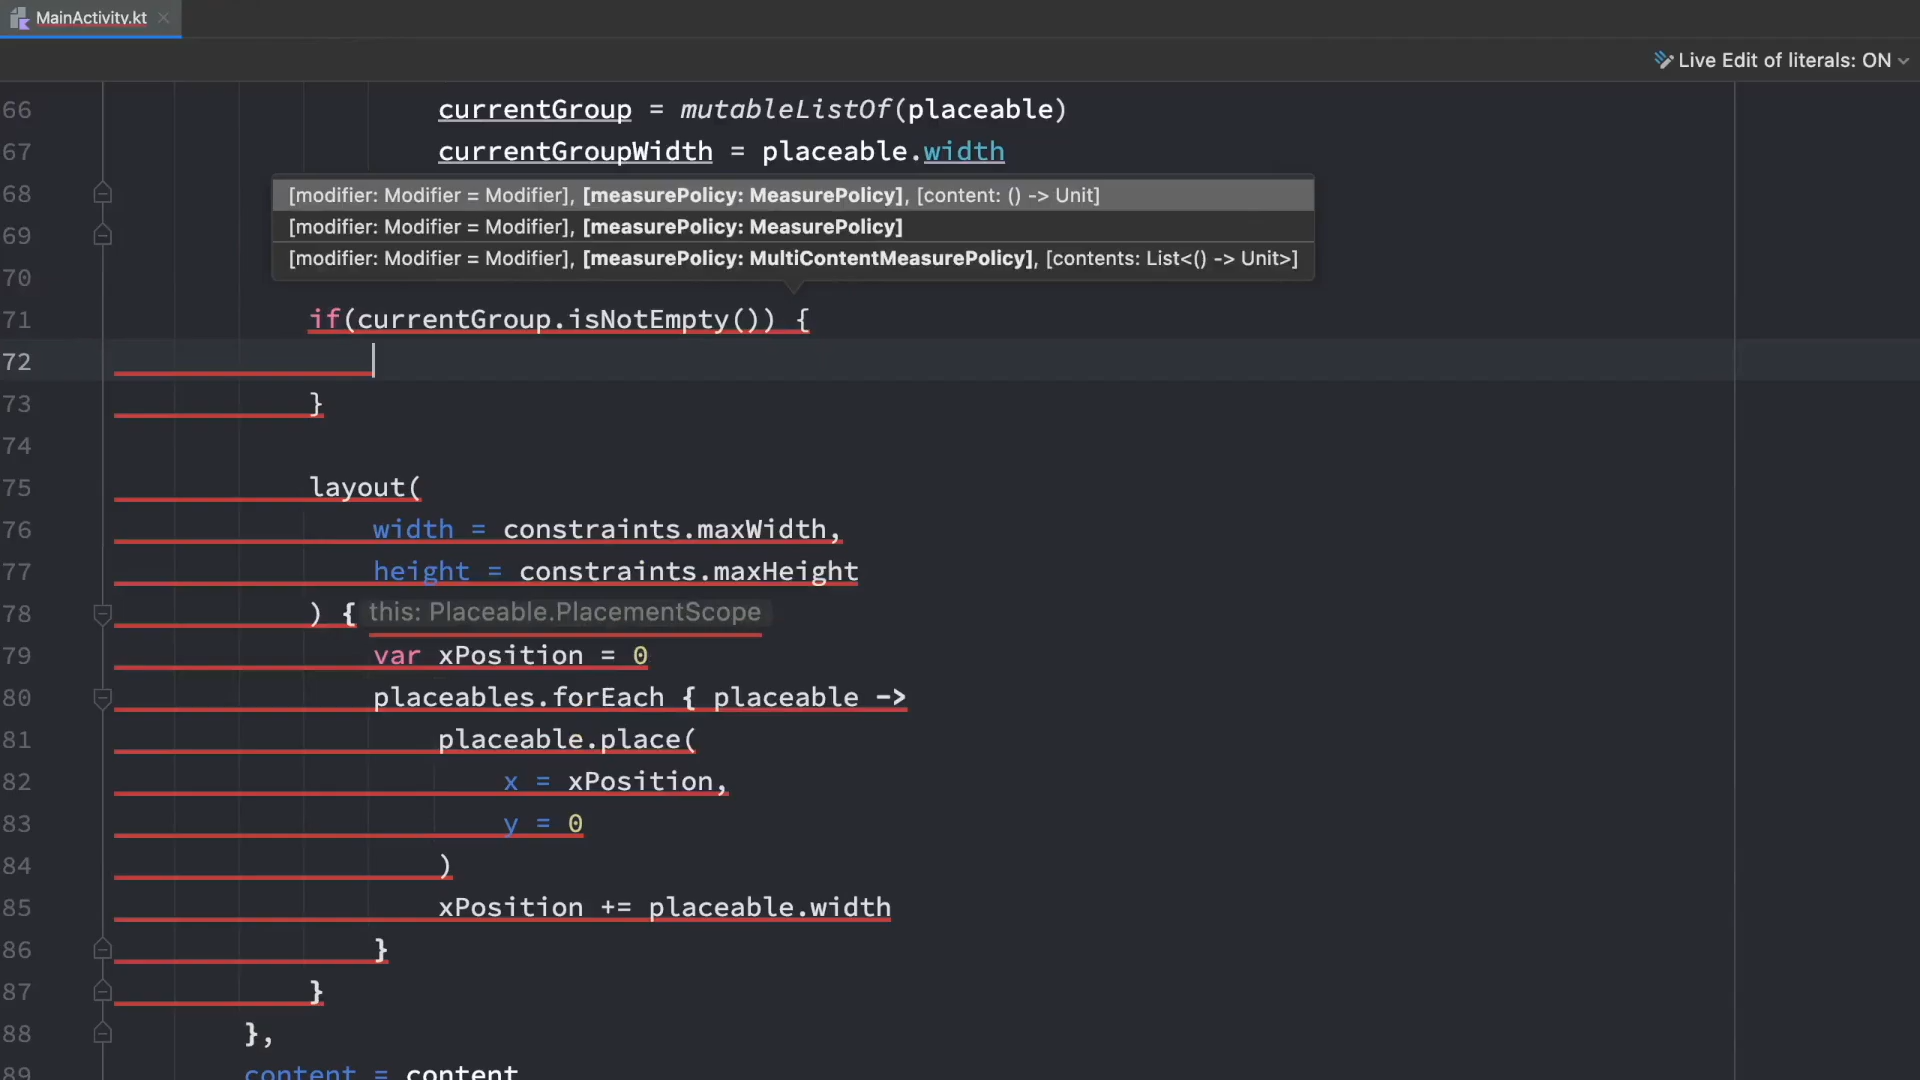 MainActivity.kt
Live Edit of literals: ON
66 currentGroup = mutableListOf(placeable)
67 currentGroupWidth = placeable.width
68 [modifier: Modifier = Modifier], [measurePolicy: MeasurePolicy], [content: () -> Unit]
69 [modifier: Modifier = Modifier], [measurePolicy: MeasurePolicy]
[modifier: Modifier = Modifier], [measurePolicy: MultiContentMeasurePolicy], [contents: List<() -> Unit>]
70
71 if(currentGroup.isNotEmpty()) {
72
73 }
74
75 layout(
76 width = constraints.maxWidth,
77 height = constraints.maxHeight
78 ) { this: Placeable.PlacementScope
79 var xPosition = 0
80 placeables.forEach { placeable ->
81 placeable.place(
82 x = xPosition,
83 y = 0
84 )
85 xPosition += placeable.width
86 }
87 }
88 },
89 content = content